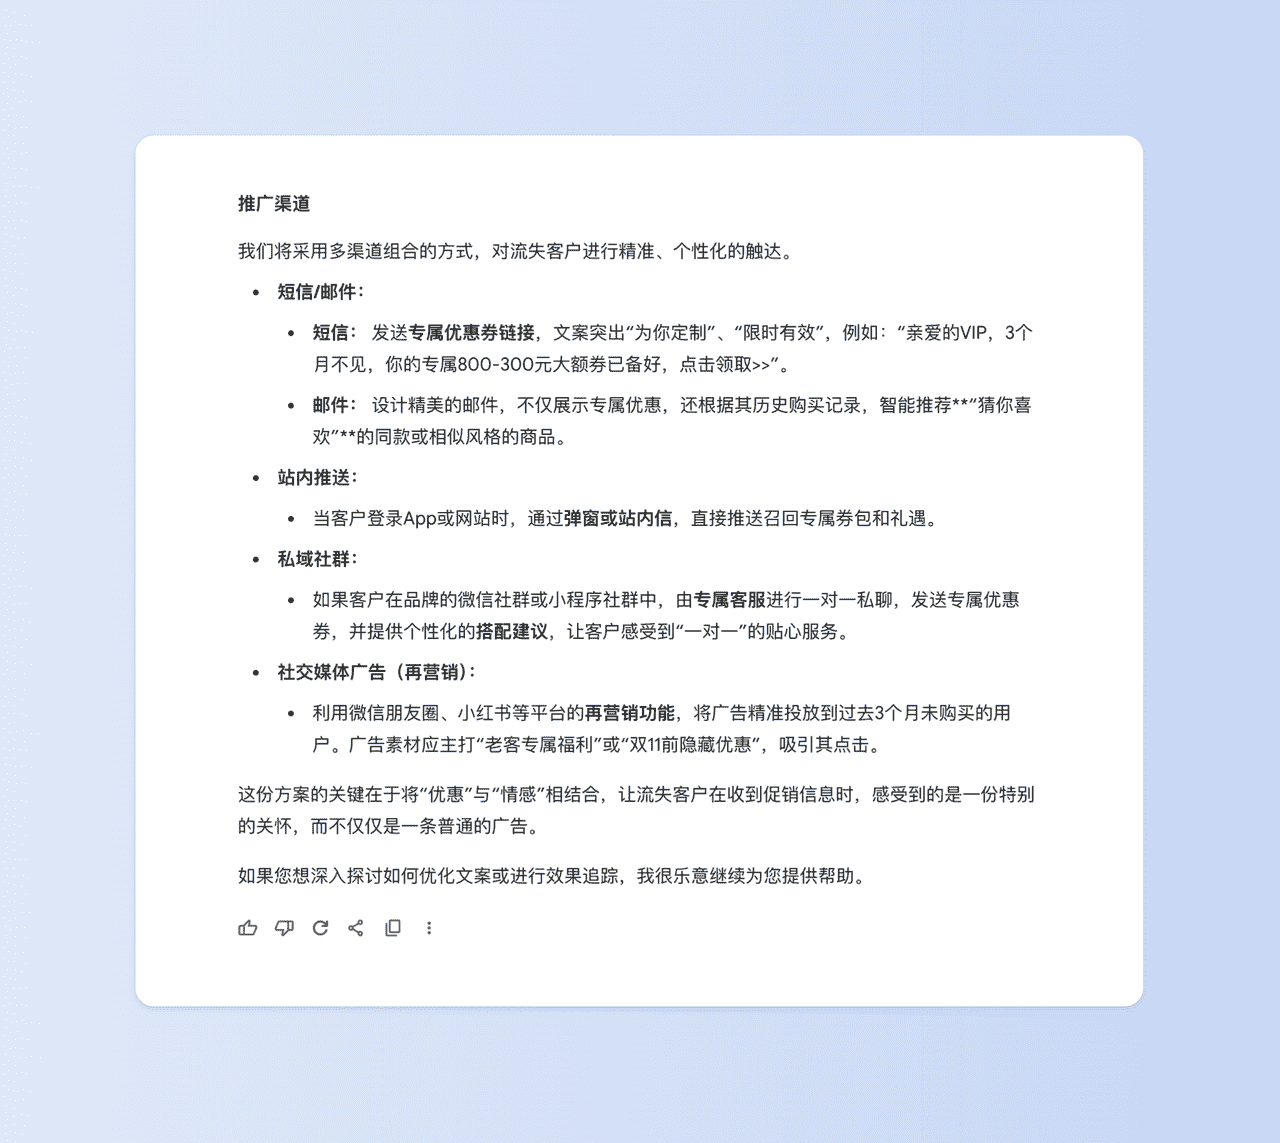 推广渠道
我们将采用多渠道组合的方式，对流失客户进行精准、个性化的触达。
• 短信/邮件：
• 短信： 发送专属优惠券链接，文案突出“为你定制”、“限时有效”，例如：“亲爱的VIP，3个
月不见，你的专属800-300元大额券已备好，点击领取>>”。
• 邮件： 设计精美的邮件，不仅展示专属优惠，还根据其历史购买记录，智能推荐**“猜你喜
欢”**的同款或相似风格的商品。
• 站内推送：
• 当客户登录App或网站时，通过弹窗或站内信，直接推送召回专属券包和礼遇。
• 私域社群：
• 如果客户在品牌的微信社群或小程序社群中，由专属客服进行一对一私聊，发送专属优惠
券，并提供个性化的搭配建议，让客户感受到“一对一”的贴心服务。
• 社交媒体广告（再营销）：
• 利用微信朋友圈、小红书等平台的再营销功能，将广告精准投放到过去3个月未购买的用
户。广告素材应主打“老客专属福利”或“双11前隐藏优惠”，吸引其点击。
这份方案的关键在于将“优惠”与“情感”相结合，让流失客户在收到促销信息时，感受到的是一份特别
的关怀，而不仅仅是一条普通的广告。
如果您想深入探讨如何优化文案或进行效果追踪，我很乐意继续为您提供帮助。